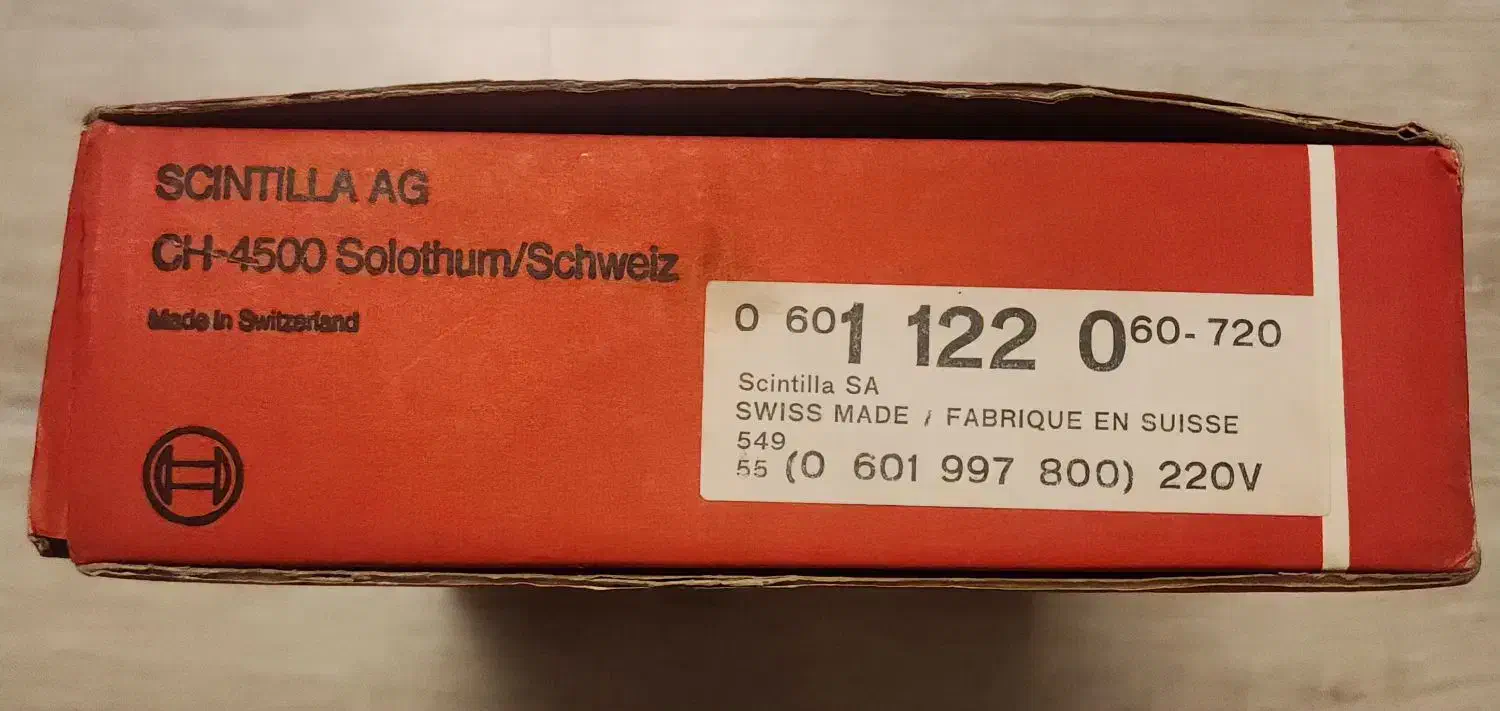 SCINTILLA AG
CH-4500 Solothurn/Schweiz
Made in Switzerland
0 601 122 060-720
Scintilla SA
SWISS MADE / FABRIQUE EN SUISSE
549
55 (0 601 997 800) 220V